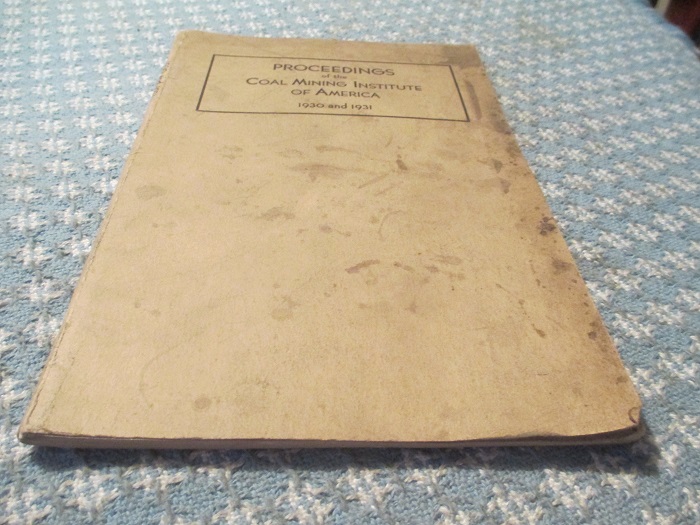 PROCEEDINGS
of the
COAL MINING INSTITUTE
OF AMERICA
1930 and 1931